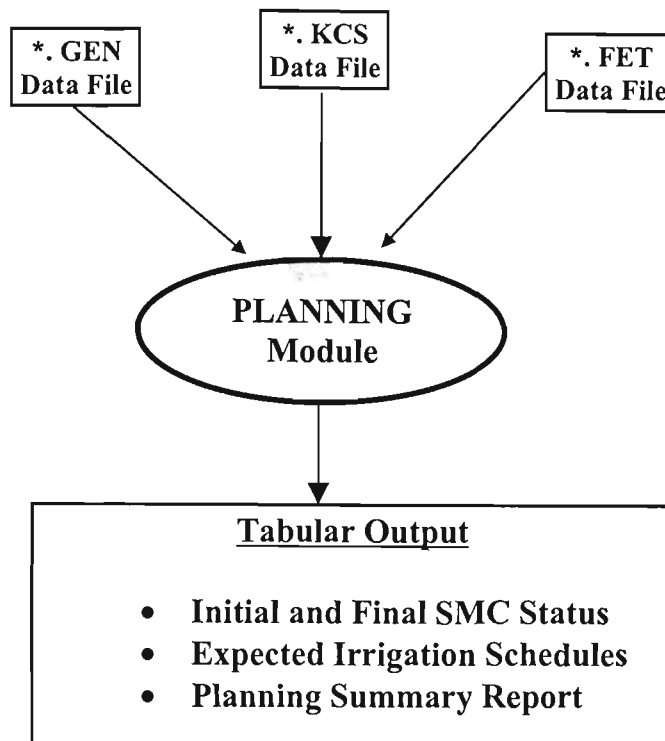 *. GEN
Data File
*. KCS
Data File
*. FET
Data File
PLANNING
Module
Tabular Output
• Initial and Final SMC Status
• Expected Irrigation Schedules
• Planning Summary Report